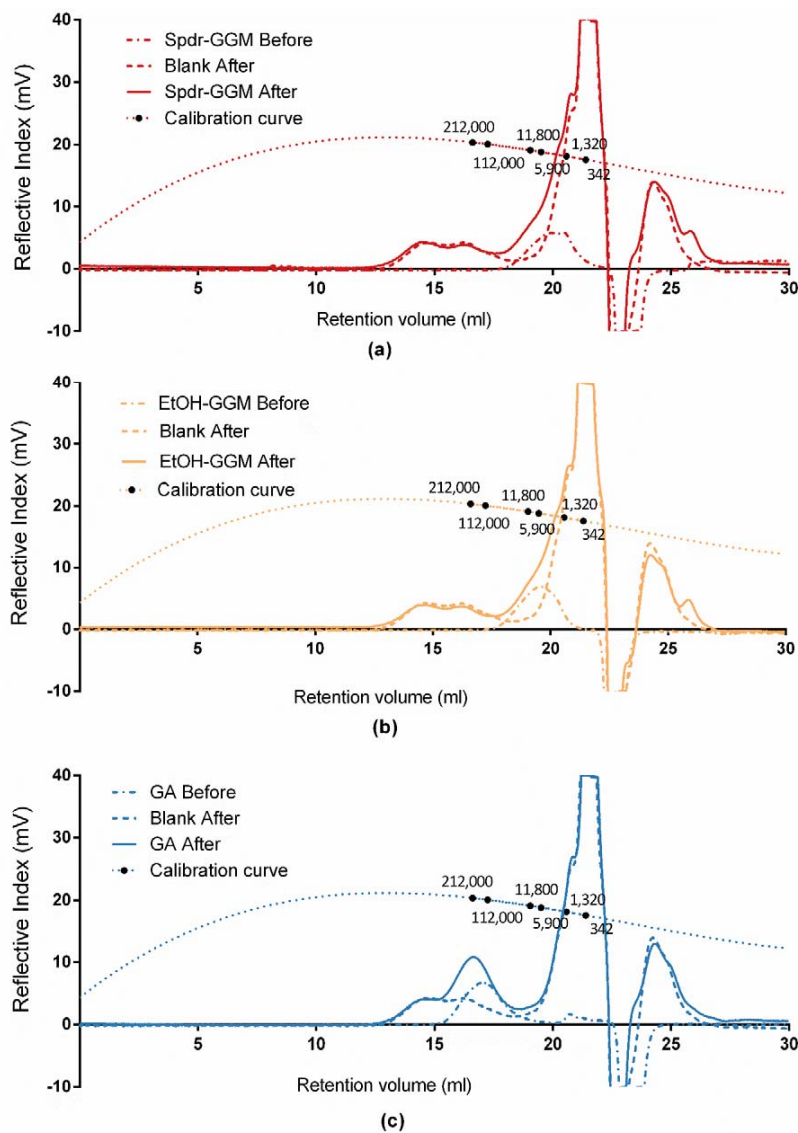 40
Spdr-GGM Before
Blank After
30
Spdr-GGM After
Calibration curve
20
212,000
11,800
1,320
112,000
5,900
342
10
0
5
10
15
20
25
30
-10
Reflective Index (mV)
Retention volume (ml)
(a)
40
EtOH-GGM Before
Blank After
30
EtOH-GGM After
Calibration curve
20
212,000
11,800
1,320
112,000
5,900
342
10
0
5
10
15
20
25
30
-10
Reflective Index (mV)
Retention volume (ml)
(b)
40
GA Before
Blank After
30
GA After
Calibration curve
20
212,000
11,800
1,320
112,000
5,900
342
10
0
5
10
15
20
25
30
-10
Reflective Index (mV)
Retention volume (ml)
(c)